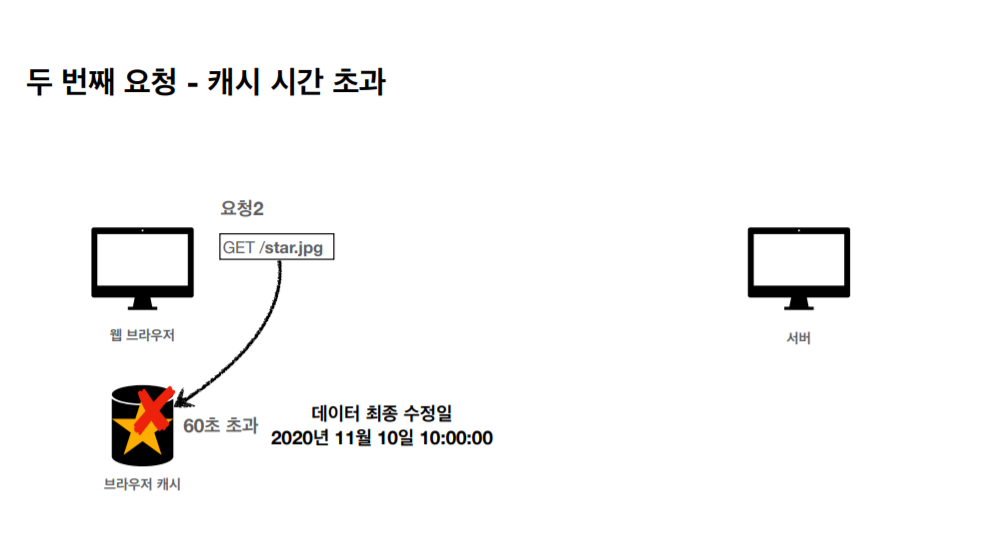 두 번째 요청 - 캐시 시간 초과
요청2
GET /star.jpg
웹 브라우저
서버
60초 초과
데이터 최종 수정일
2020년 11월 10일 10:00:00
브라우저 캐시